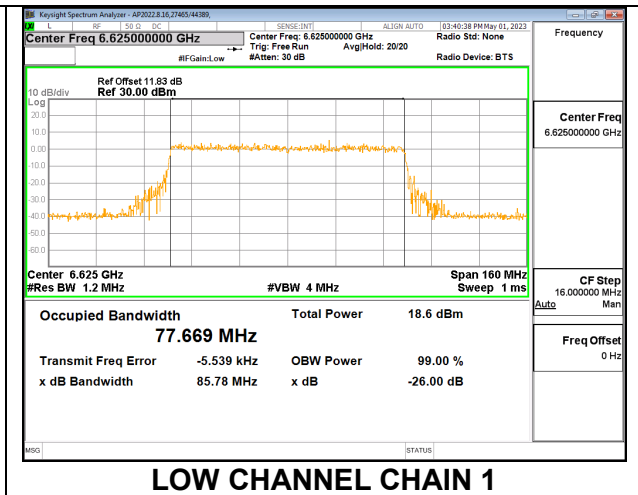 Keysight Spectrum Analyzer - AP2022.8.16,27465/44389,
L RF 50 Ω DC SENSE:INT ALIGN AUTO 03:40:38 PM May 01, 2023
Center Freq 6.625000000 GHz Center Freq: 6.625000000 GHz Radio Std: None Frequency
Trig: Free Run Avg|Hold: 20/20
#IFGain:Low #Atten: 30 dB Radio Device: BTS
Ref Offset 11.83 dB
10 dB/div Ref 30.00 dBm
Log
20.0
10.0
0.00
-10.0
-20.0
-30.0
-40.0
-50.0
-60.0
Center Freq
6.625000000 GHz
Center 6.625 GHz Span 160 MHz
#Res BW 1.2 MHz #VBW 4 MHz Sweep 1 ms
CF Step
16.000000 MHz
Auto Man
Occupied Bandwidth Total Power 18.6 dBm
77.669 MHz
Freq Offset
0 Hz
Transmit Freq Error -5.539 kHz OBW Power 99.00 %
x dB Bandwidth 85.78 MHz x dB -26.00 dB
MSG STATUS
LOW CHANNEL CHAIN 1